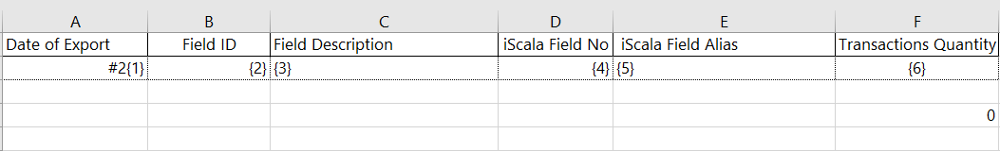 A B C D E F
Date of Export Field ID Field Description iScala Field No iScala Field Alias Transactions Quantity
#2{1} {2} {3} {4} {5} {6}
0